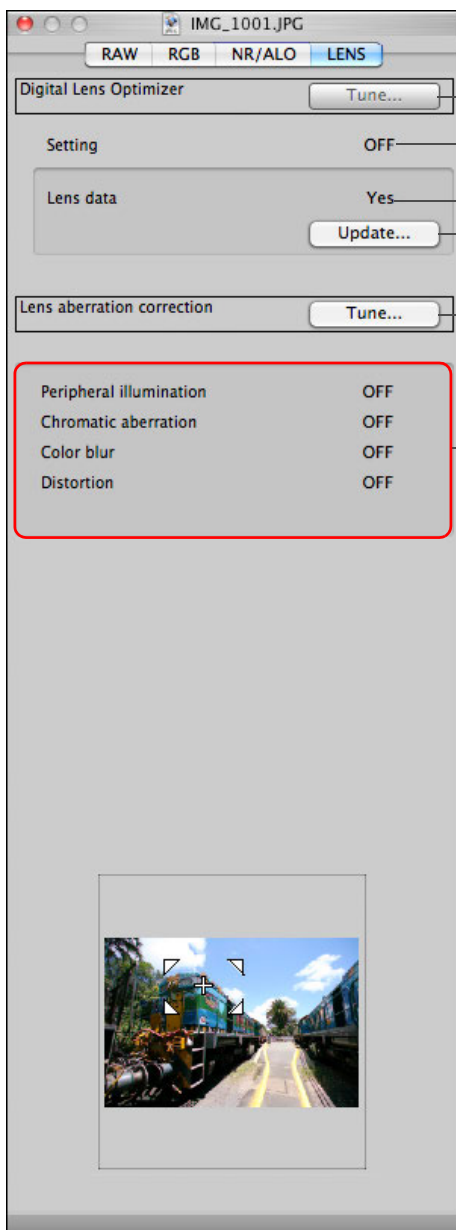 IMG_1001.JPG
RAW RGB NR/ALO LENS
Digital Lens Optimizer Tune...
Setting OFF
Lens data Yes
Update...
Lens aberration correction Tune...
Peripheral illumination OFF
Chromatic aberration OFF
Color blur OFF
Distortion OFF